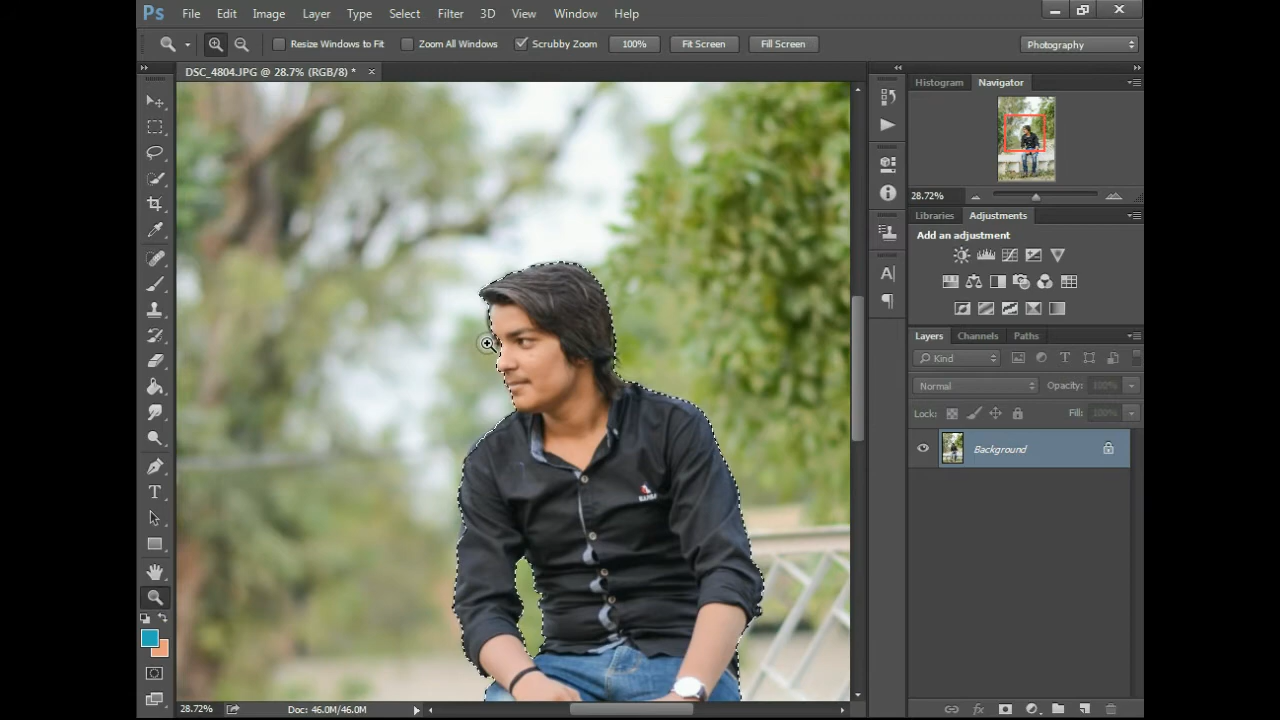 Ps File Edit Image Layer Type Select Filter 3D View Window Help
Resize Windows to Fit Zoom All Windows Scrubby Zoom 100% Fit Screen Fill Screen Photography
DSC_4804.JPG @ 28.7% (RGB/8) *
Histogram Navigator
28.72%
Libraries Adjustments
Add an adjustment
Layers Channels Paths
Kind
Normal Opacity: 100%
Lock: Fill: 100%
Background
28.72% Doc: 46.0M/46.0M